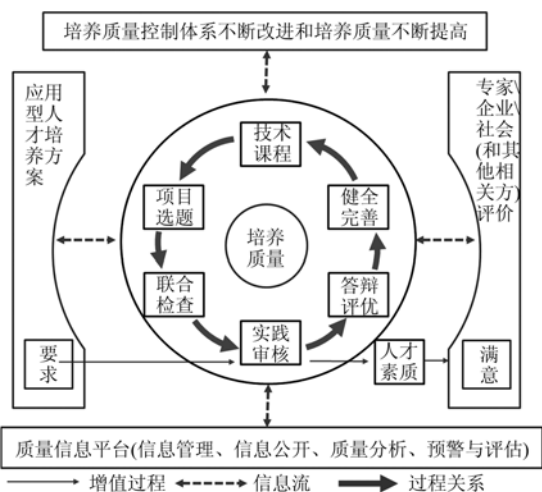 培养质量控制体系不断改进和培养质量不断提高
应用
型人
才培
养方
案
专家\
企业\
社会
(和其
他相
关方)
评价
技术
课程
项目
选题
健全
完善
培养
质量
联合
检查
答辩
评优
实践
审核
要
求
人才
素质
满
意
质量信息平台(信息管理、信息公开、质量分析、预警与评估)
增值过程
信息流
过程关系